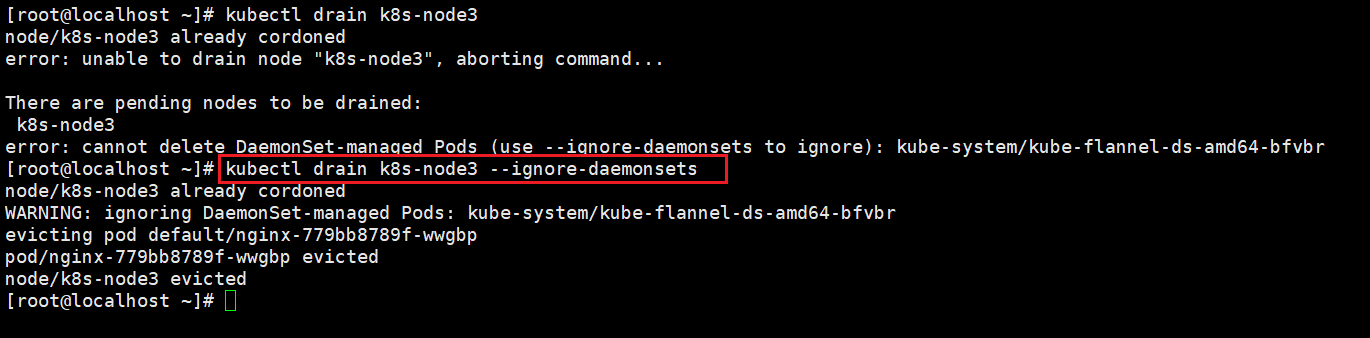 [root@localhost ~]# kubectl drain k8s-node3
node/k8s-node3 already cordoned
error: unable to drain node "k8s-node3", aborting command...
There are pending nodes to be drained:
 k8s-node3
error: cannot delete DaemonSet-managed Pods (use --ignore-daemonsets to ignore): kube-system/kube-flannel-ds-amd64-bfvbr
[root@localhost ~]# kubectl drain k8s-node3 --ignore-daemonsets
node/k8s-node3 already cordoned
WARNING: ignoring DaemonSet-managed Pods: kube-system/kube-flannel-ds-amd64-bfvbr
evicting pod default/nginx-779bb8789f-wwgbp
pod/nginx-779bb8789f-wwgbp evicted
node/k8s-node3 evicted
[root@localhost ~]#